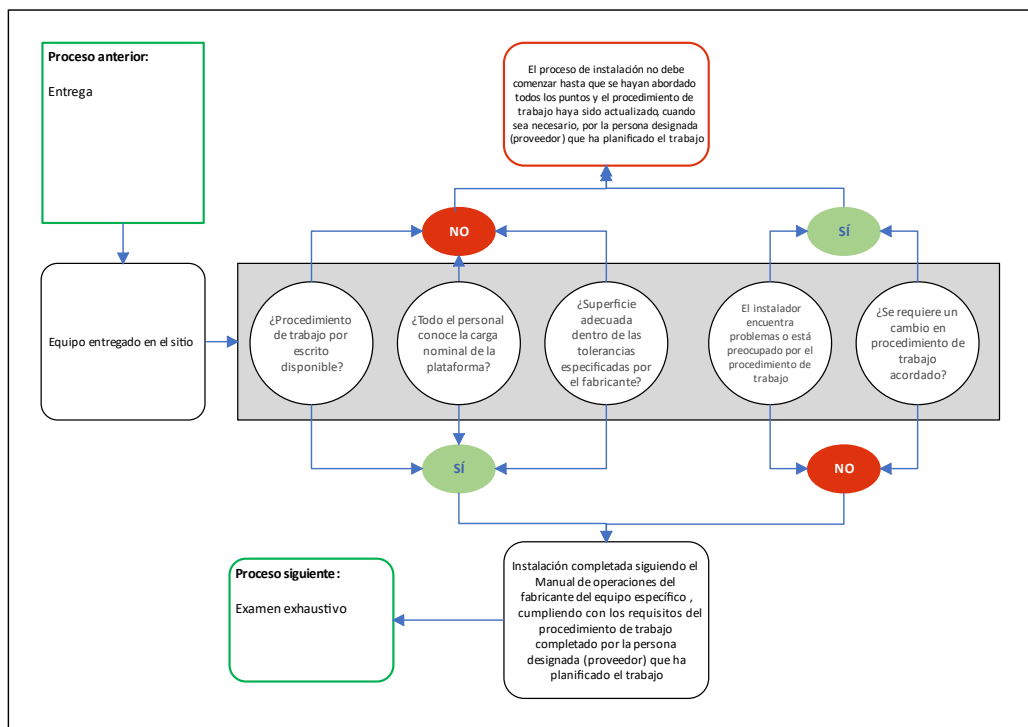 Proceso anterior:
Entrega
El proceso de instalación no debe
comenzar hasta que se hayan abordado
todos los puntos y el procedimiento de
trabajo haya sido actualizado, cuando
sea necesario, por la persona designada
(proveedor) que ha planificado el trabajo
NO
SÍ
Equipo entregado en el sitio
¿Procedimiento
de trabajo por
escrito
disponible?
¿Todo el personal
conoce la carga
nominal de la
plataforma?
¿Superficie
adecuada
dentro de las
tolerancias
especificadas por
el fabricante?
El instalador
encuentra
problemas o está
preocupado por el
procedimiento de
trabajo
¿Se requiere un
cambio en
procedimiento
de trabajo
acordado?
SÍ
NO
Proceso siguiente :
Examen exhaustivo
Instalación completada siguiendo el
Manual de operaciones del
fabricante del equipo específico ,
cumpliendo con los requisitos del
procedimiento de trabajo
completado por la persona
designada (proveedor) que ha
planificado el trabajo